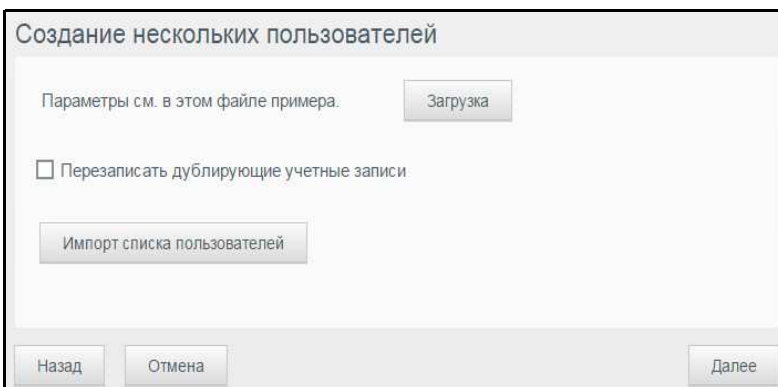 Создание нескольких пользователей
Параметры см. в этом файле примера. Загрузка
Перезаписать дублирующие учетные записи
Импорт списка пользователей
Назад Отмена Далее